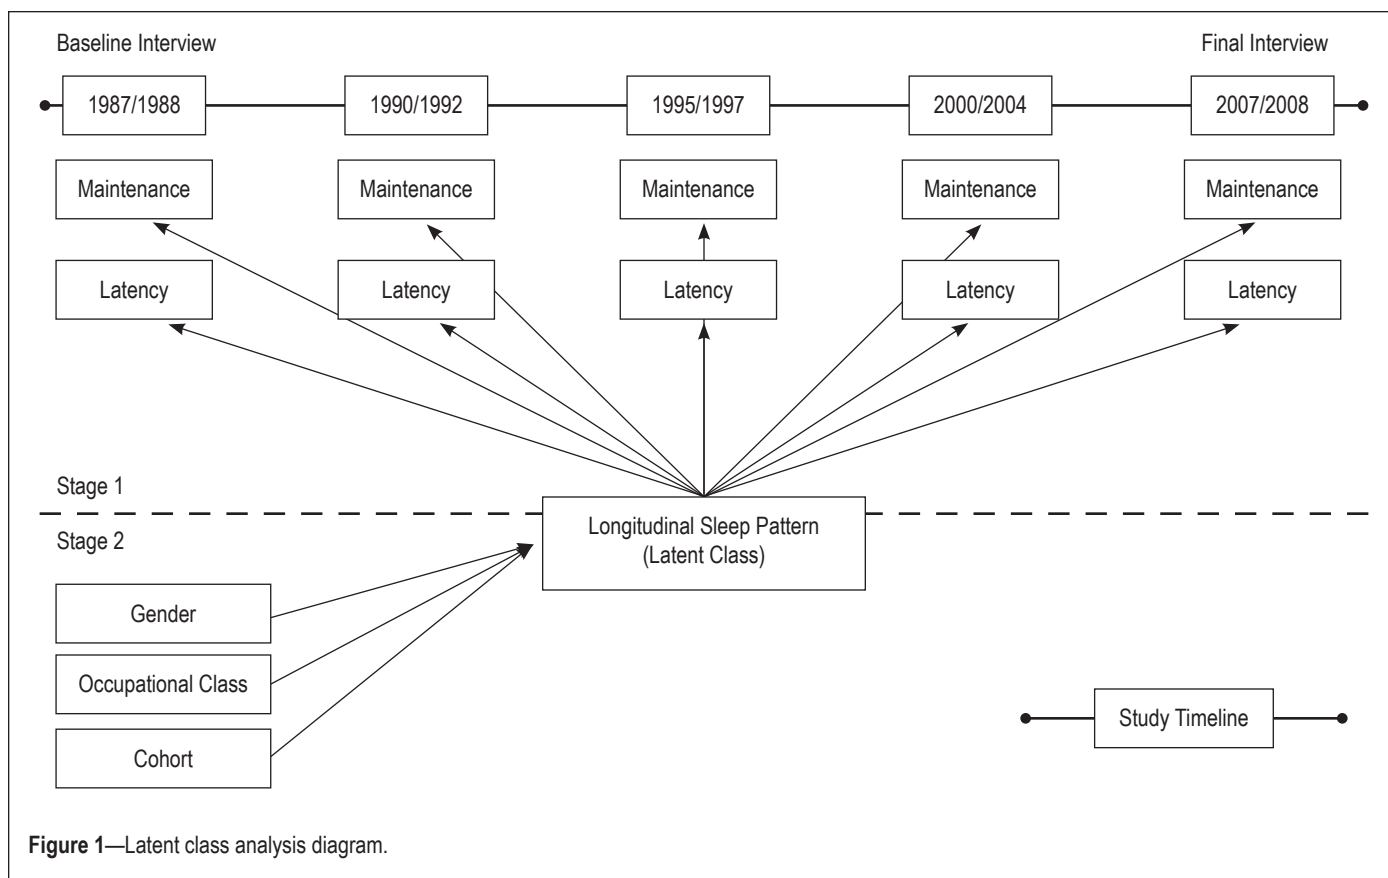 Baseline Interview
Final Interview
1987/1988
1990/1992
1995/1997
2000/2004
2007/2008
Maintenance
Maintenance
Maintenance
Maintenance
Maintenance
Latency
Latency
Latency
Latency
Latency
Stage 1
Stage 2
Longitudinal Sleep Pattern
(Latent Class)
Gender
Occupational Class
Cohort
Study Timeline
Figure 1—Latent class analysis diagram.